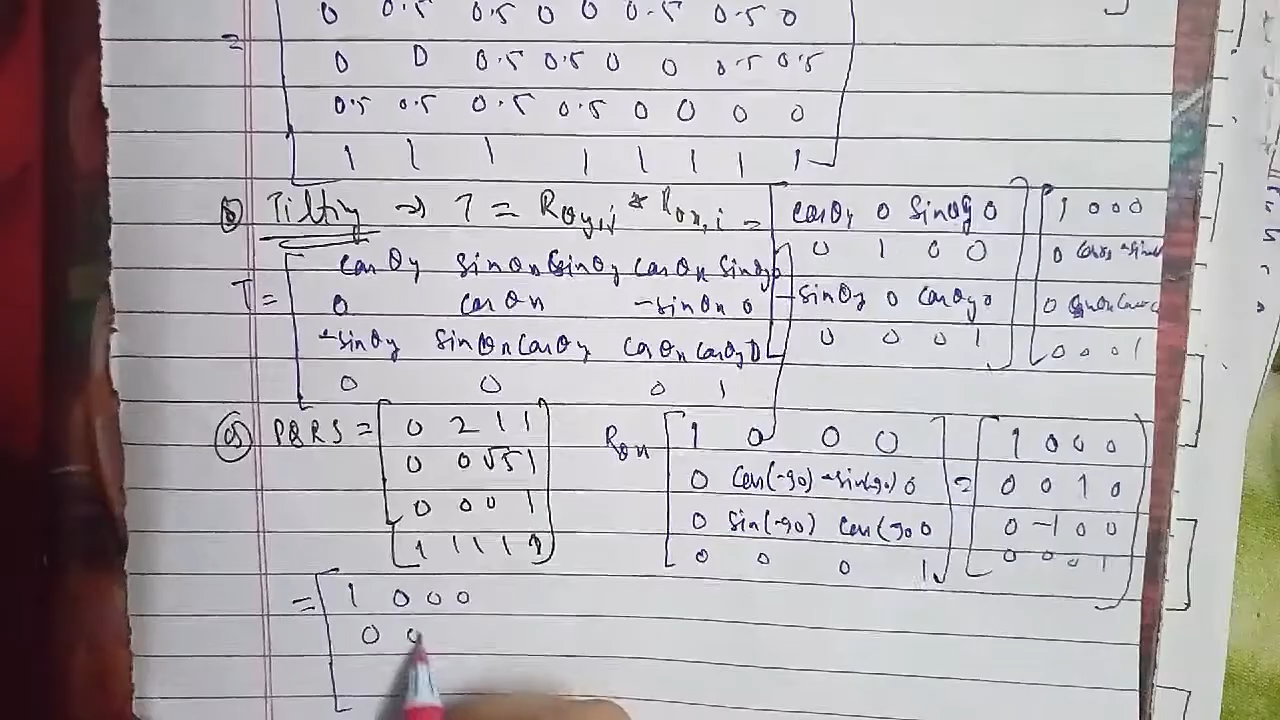 0 0.5 0.5 0 0 0.5 0.5 0
=
0 0 0.5 0.5 0 0 0.5 0.5
0.5 0.5 0.5 0.5 0 0 0 0
1 1 1 1 1 1 1 1
(b) Tilting → T = Rθy,j * Rθx,i = cosθy 0 sinθy 0 1 0 0 0
0 1 0 0 0 cosθx -sin
-sinθy 0 cosθy 0 0 sinθx cosx
0 0 0 1 0 0 0 1
T = cosθy sinθx sinθy cosθx sinθy 0
0 cosθx -sinθx 0
-sinθy sinθx cosθy cosθx cosθy 0
0 0 0 1
PQRS = 0 2 1 1
0 0 √5 1
0 0 0 1
1 1 1 1
Rθx 1 0 0 0 1 0 0 0
0 cos(-90) -sin(-90) 0 = 0 0 1 0
0 sin(-90) cos(90 0 0 -1 0 0
0 0 0 1 0 0 0 1
= 1 0 0 0
0 0